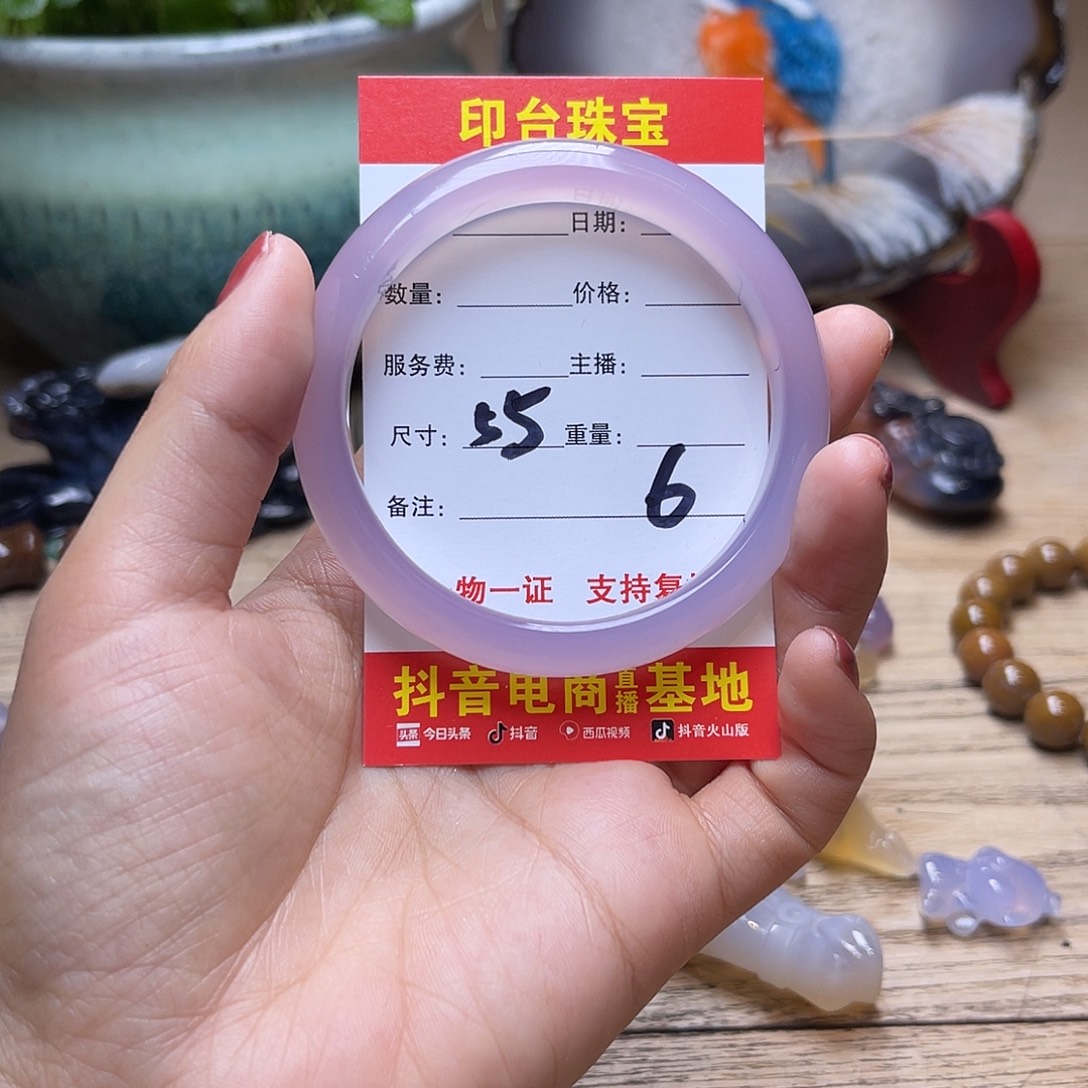 印台珠宝
日期：
数量： 价格：
服务费： 主播：
尺寸： 55 重量：
6
备注：
物一证 支持复
抖音电商直播基地
头条 今日头条 抖音 西瓜视频 抖音火山版